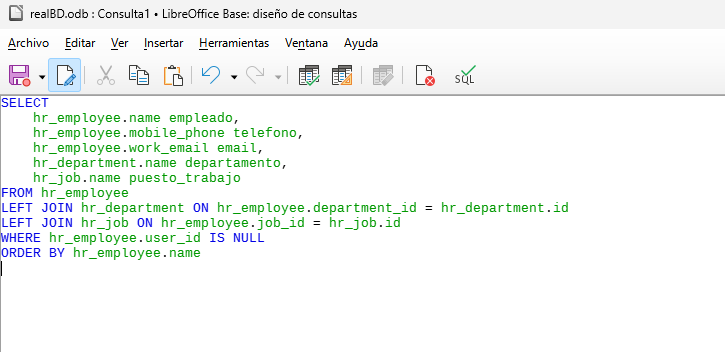 realBD.odb : Consulta1 • LibreOffice Base: diseño de consultas
Archivo Editar Ver Insertar Herramientas Ventana Ayuda
SQL
SELECT
hr_employee.name empleado,
hr_employee.mobile_phone telefono,
hr_employee.work_email email,
hr_department.name departamento,
hr_job.name puesto_trabajo
FROM hr_employee
LEFT JOIN hr_department ON hr_employee.department_id = hr_department.id
LEFT JOIN hr_job ON hr_employee.job_id = hr_job.id
WHERE hr_employee.user_id IS NULL
ORDER BY hr_employee.name